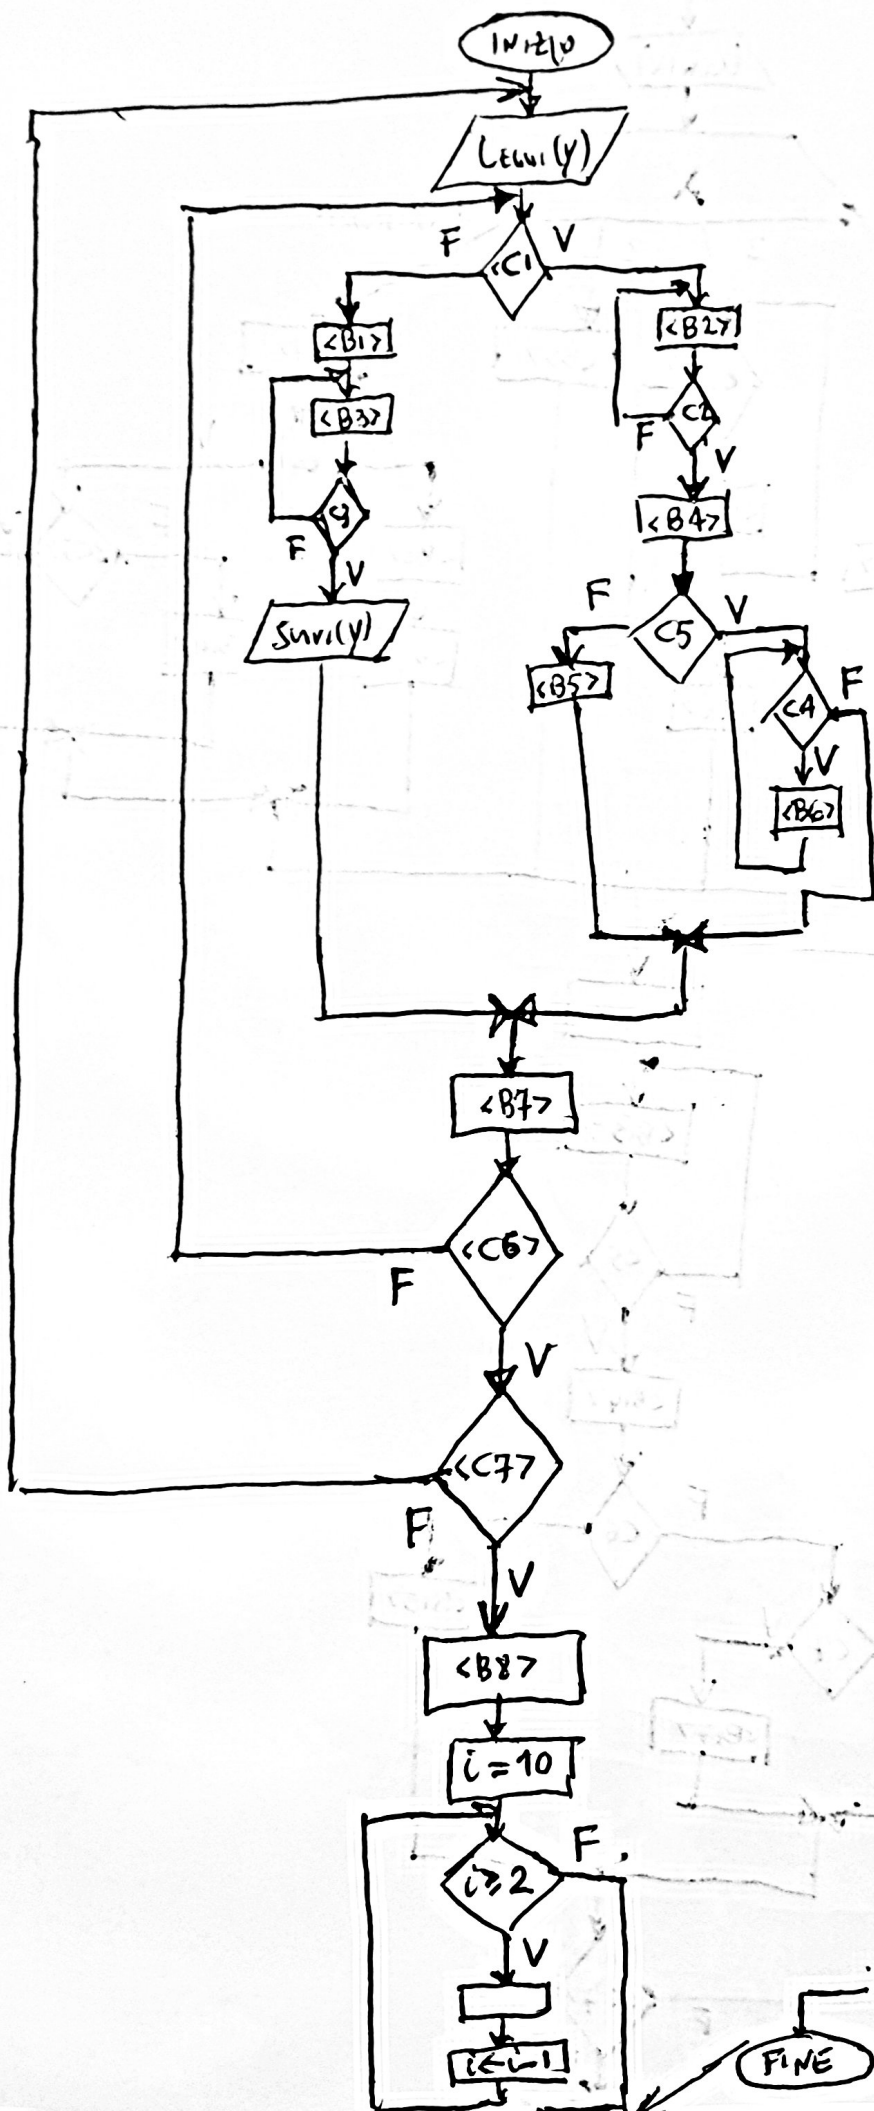 INIZIO
LEGGI(Y)
F V
<C1
<B1>
<B2>
<B3>
C2
F
V
<B4>
F
V
SCRIVI(Y)
F V
C5
<B5>
C4
F
V
<B6>
<B7>
<C6>
F
V
<C7>
F
V
<B8>
i=10
F
i≥2
V
i←i-1
FINE